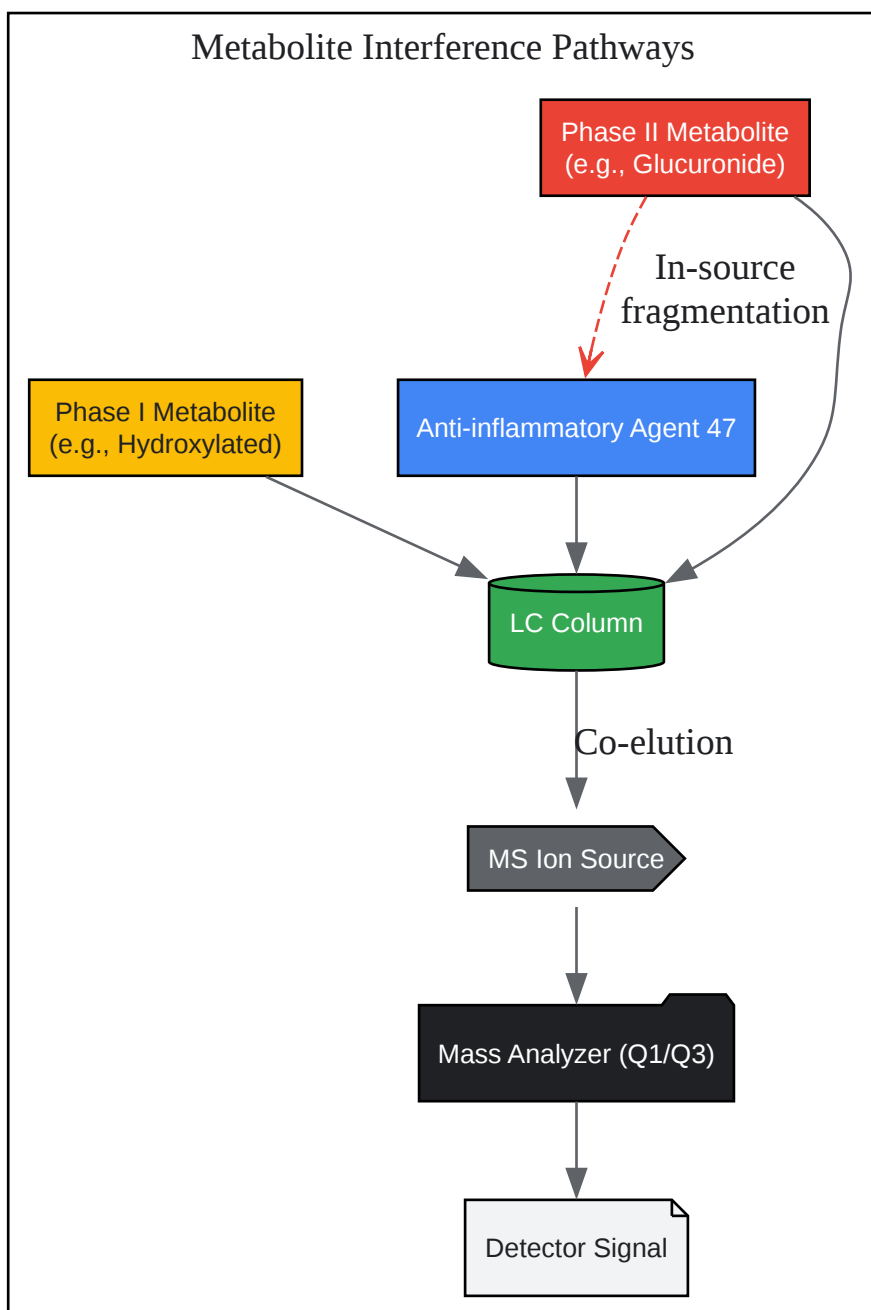 Metabolite Interference Pathways
Phase II Metabolite
(e.g., Glucuronide)
In-source
fragmentation
Phase I Metabolite
(e.g., Hydroxylated)
Anti-inflammatory Agent 47
LC Column
Co-elution
MS Ion Source
Mass Analyzer (Q1/Q3)
Detector Signal